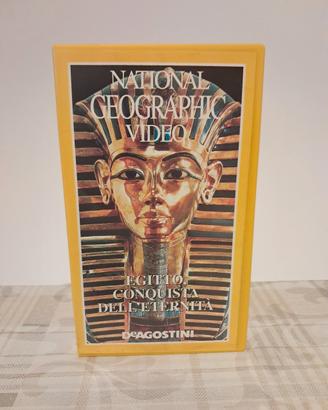 NATIONAL
GEOGRAPHIC
VIDEO
EGITTO,
CONQUISTA
DELL'ETERNITÀ
DeAGOSTINI